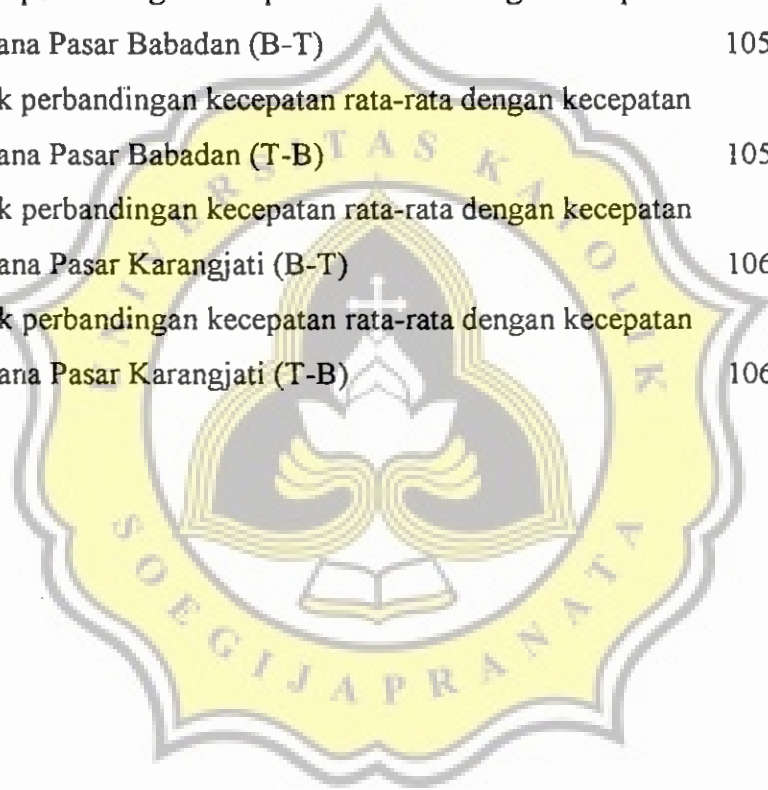 ana Pasar Babadan (B-T) 105
k perbandingan kecepatan rata-rata dengan kecepatan
ana Pasar Babadan (T-B) 105
k perbandingan kecepatan rata-rata dengan kecepatan
ana Pasar Karangjati (B-T) 106
k perbandingan kecepatan rata-rata dengan kecepatan
ana Pasar Karangjati (T-B) 106
UNIVERSITAS KATOLIK
SOEGIJAPRANATA